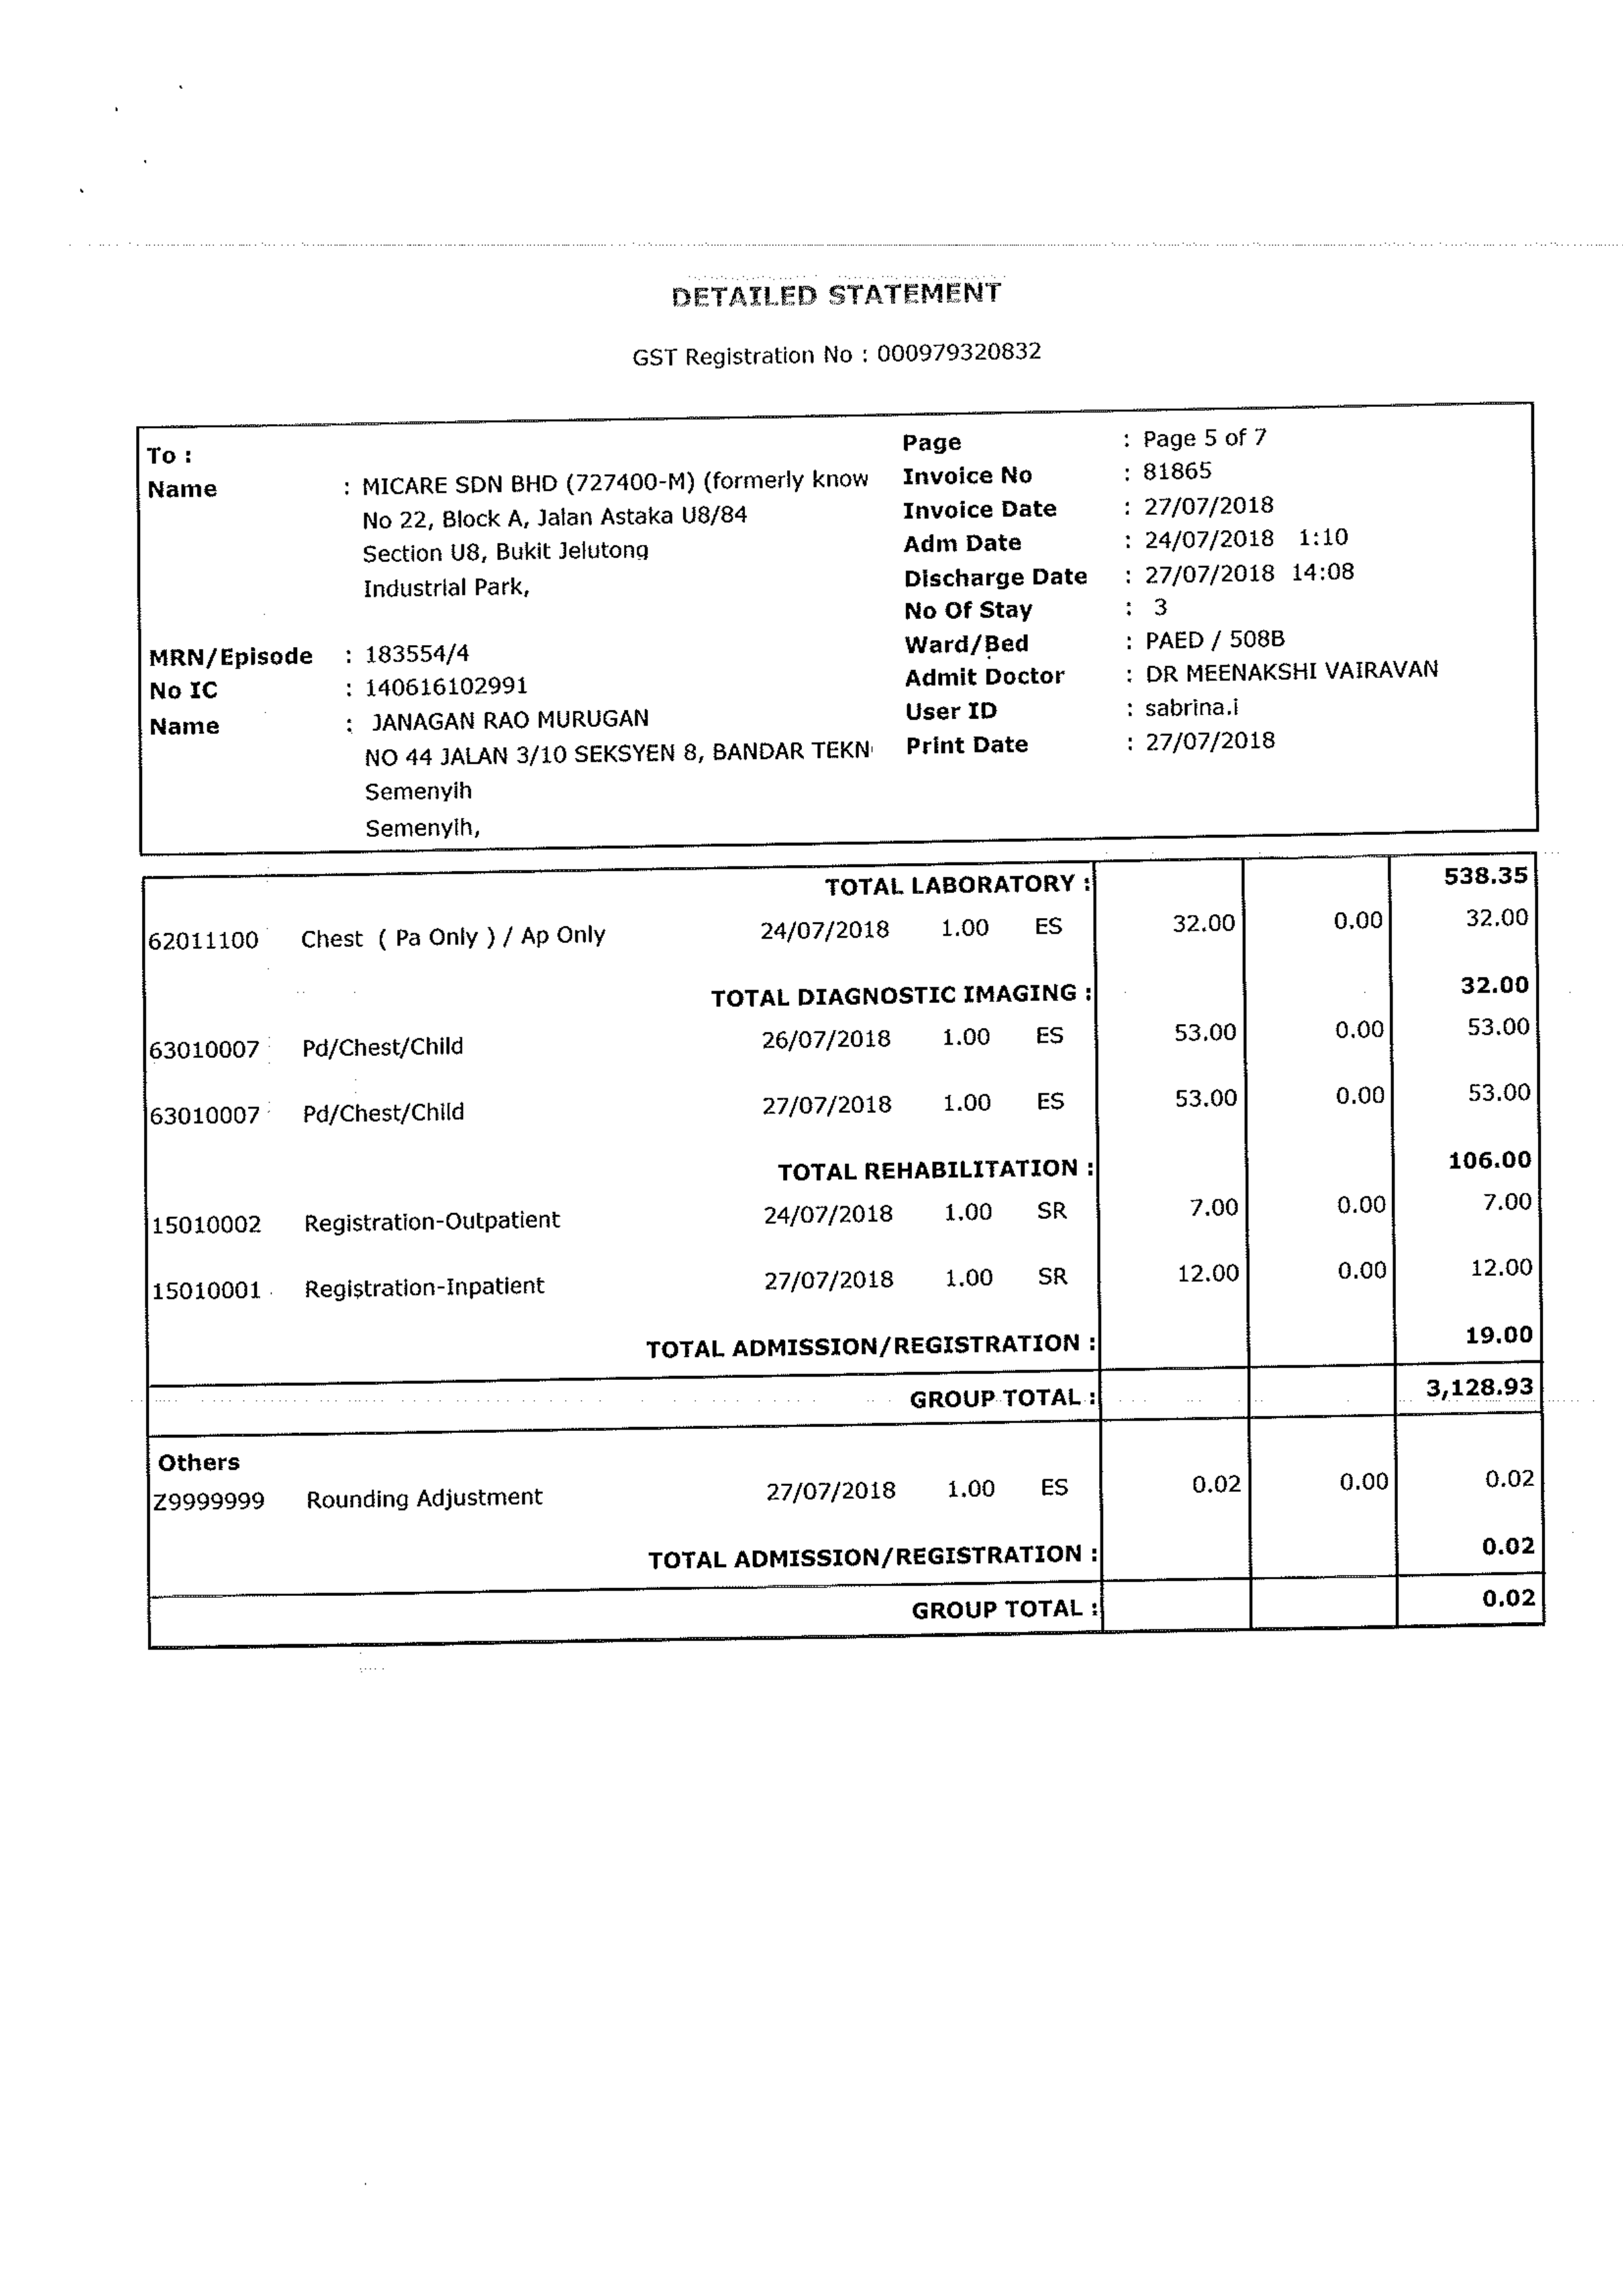 DETAILED STATEMENT
GST Registration No : 000979320832
To :
Name : MICARE SDN BHD (727400-M) (formerly know
No 22, Block A, Jalan Astaka U8/84
Section U8, Bukit Jelutong
Industrial Park,
MRN/Episode : 183554/4
No IC : 140616102991
Name : JANAGAN RAO MURUGAN
NO 44 JALAN 3/10 SEKSYEN 8, BANDAR TEKN
Semenyih
Semenyih,
Page : Page 5 of 7
Invoice No : 81865
Invoice Date : 27/07/2018
Adm Date : 24/07/2018 1:10
Discharge Date : 27/07/2018 14:08
No Of Stay : 3
Ward/Bed : PAED / 508B
Admit Doctor : DR MEENAKSHI VAIRAVAN
User ID : sabrina.i
Print Date : 27/07/2018
TOTAL LABORATORY : 538.35
62011100 Chest ( Pa Only ) / Ap Only 24/07/2018 1.00 ES 32.00 0.00 32.00
TOTAL DIAGNOSTIC IMAGING : 32.00
63010007 Pd/Chest/Child 26/07/2018 1.00 ES 53.00 0.00 53.00
63010007 Pd/Chest/Child 27/07/2018 1.00 ES 53.00 0.00 53.00
TOTAL REHABILITATION : 106.00
15010002 Registration-Outpatient 24/07/2018 1.00 SR 7.00 0.00 7.00
15010001 Registration-Inpatient 27/07/2018 1.00 SR 12.00 0.00 12.00
TOTAL ADMISSION/REGISTRATION : 19.00
GROUP TOTAL : 3,128.93
Others
Z9999999 Rounding Adjustment 27/07/2018 1.00 ES 0.02 0.00 0.02
TOTAL ADMISSION/REGISTRATION : 0.02
GROUP TOTAL : 0.02